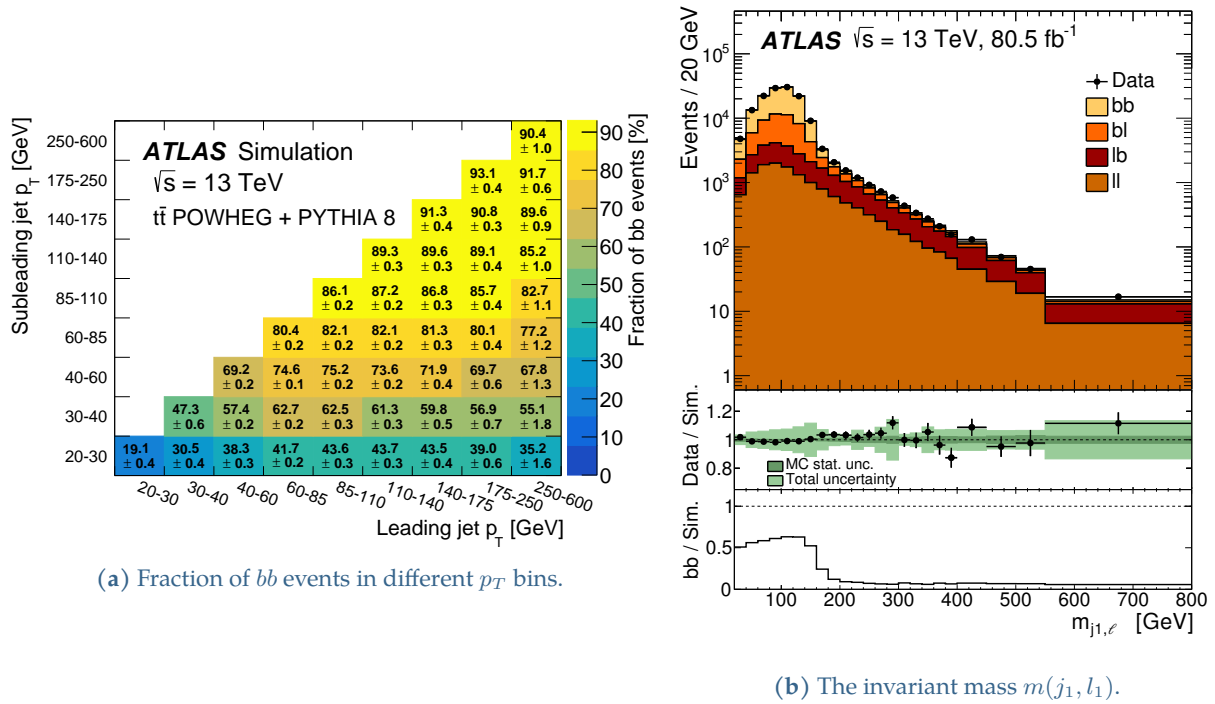 ATLAS Simulation
√s = 13 TeV
tt̄ POWHEG + PYTHIA 8
Subleading jet p_T [GeV]
250-600
90.4 ± 1.0
175-250
93.1 ± 0.4
91.7 ± 0.6
140-175
91.3 ± 0.4
90.8 ± 0.3
89.6 ± 0.9
110-140
89.3 ± 0.3
89.6 ± 0.3
89.1 ± 0.4
85.2 ± 1.0
85-110
86.1 ± 0.2
87.2 ± 0.2
86.8 ± 0.3
85.7 ± 0.4
82.7 ± 1.1
60-85
80.4 ± 0.2
82.1 ± 0.2
82.1 ± 0.2
81.3 ± 0.3
80.1 ± 0.4
77.2 ± 1.2
40-60
69.2 ± 0.2
74.6 ± 0.1
75.2 ± 0.2
73.6 ± 0.2
71.9 ± 0.4
69.7 ± 0.6
67.8 ± 1.3
30-40
47.3 ± 0.6
57.4 ± 0.2
62.7 ± 0.2
62.5 ± 0.3
61.3 ± 0.3
59.8 ± 0.5
56.9 ± 0.7
55.1 ± 1.8
20-30
19.1 ± 0.4
30.5 ± 0.4
38.3 ± 0.3
41.7 ± 0.2
43.6 ± 0.3
43.7 ± 0.3
43.5 ± 0.4
39.0 ± 0.6
35.2 ± 1.6
20-30 30-40 40-60 60-85 85-110 110-140 140-175 175-250 250-600
Leading jet p_T [GeV]
90
80
70
60
50
40
30
20
10
0
Fraction of bb events [%]
(a) Fraction of bb events in different p_T bins.
ATLAS √s = 13 TeV, 80.5 fb⁻¹
Events / 20 GeV
10⁵
10⁴
10³
10²
10
1
Data
bb
bl
lb
ll
Data / Sim.
1.2
1
0.8
MC stat. unc.
Total uncertainty
bb / Sim.
1
0.5
0
100 200 300 400 500 600 700 800
m_j1,ℓ [GeV]
(b) The invariant mass m(j₁, l₁).